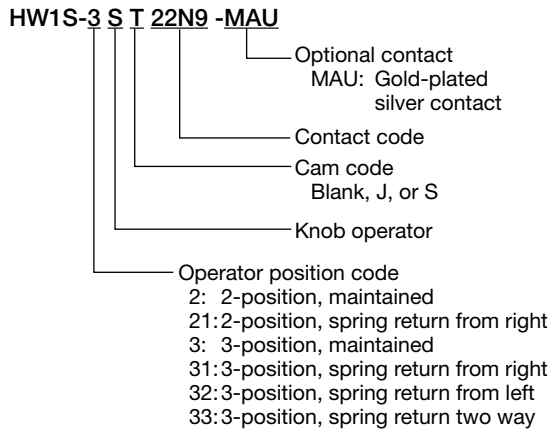 HW1S-3 S T 22N9 -MAU
Optional contact
MAU: Gold-plated
silver contact
Contact code
Cam code
Blank, J, or S
Knob operator
Operator position code
2: 2-position, maintained
21: 2-position, spring return from right
3: 3-position, maintained
31: 3-position, spring return from right
32: 3-position, spring return from left
33: 3-position, spring return two way